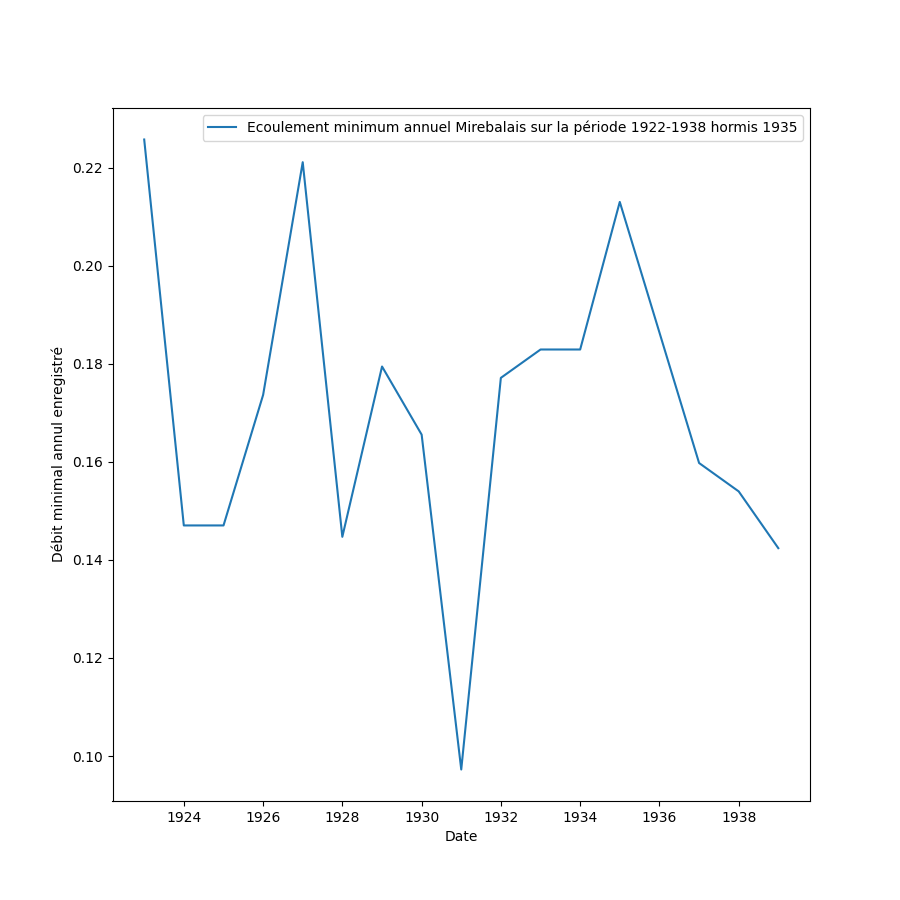 Ecoulement minimum annuel Mirebalais sur la période 1922-1938 hormis 1935
0.22
0.20
0.18
0.16
0.14
0.12
0.10
Débit minimal annul enregistré
1924 1926 1928 1930 1932 1934 1936 1938
Date